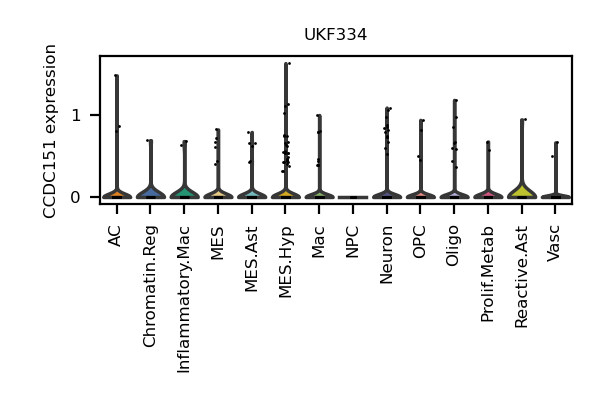 UKF334
CCDC151 expression
1
0
AC
Chromatin.Reg
Inflammatory.Mac
MES
MES.Ast
MES.Hyp
Mac
NPC
Neuron
OPC
Oligo
Prolif.Metab
Reactive.Ast
Vasc